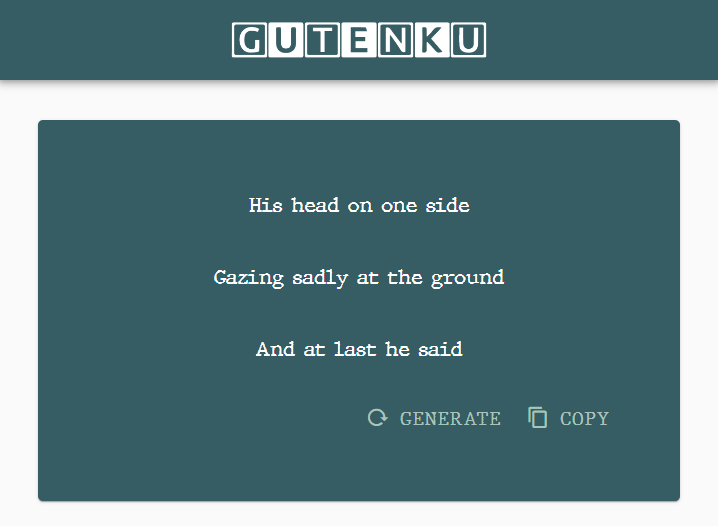 GUTENKU
His head on one side
Gazing sadly at the ground
And at last he said
GENERATE COPY